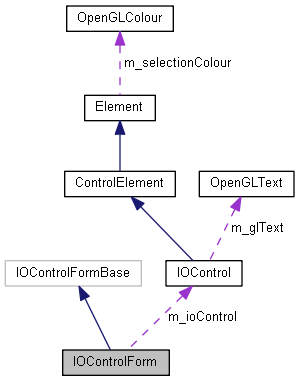 OpenGLColour
m_selectionColour
Element
ControlElement
OpenGLText
m_glText
IOControlFormBase
IOControl
m_ioControl
IOControlForm